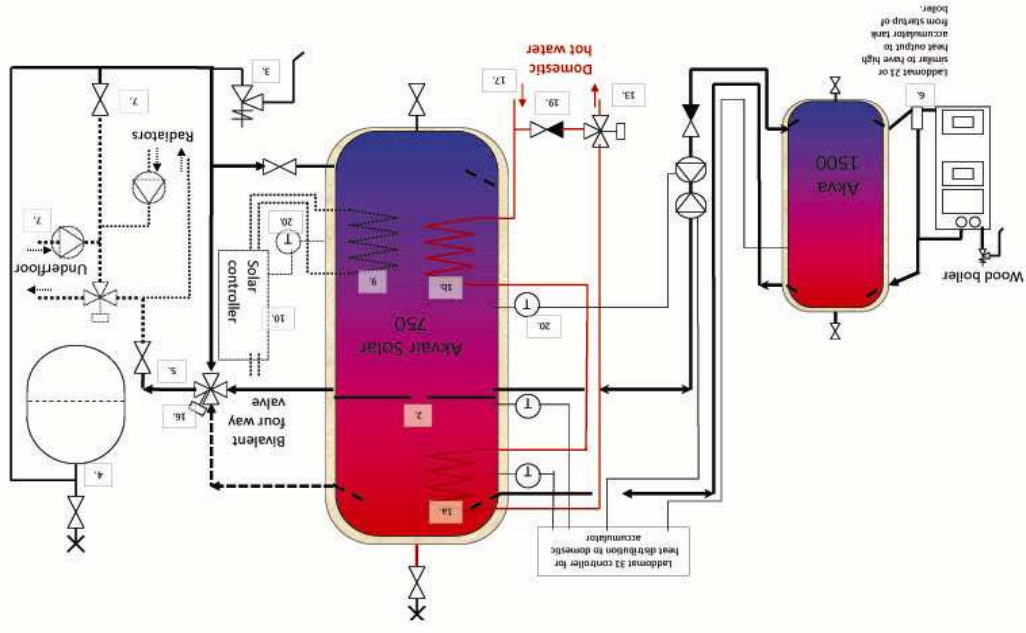 Laddomat 33 controller for
heat distribution to domestic
accumulator
1a.
4.
Bivalent
four way
valve
16.
2.
5.
Akvair Solar
750
20.
10.
Solar
controller
Wood boiler
Underfloor
1b.
9.
T
T
T
T
20.
7.
Akva
1500
Radiators
7.
6.
13.
19.
17.
3.
Domestic
hot water
Laddomat 21 or
similar to have high
heat output to
accumulator tank
from startup of
boiler.